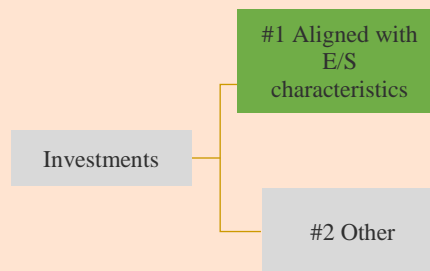 #1 Aligned with
E/S
characteristics
Investments
#2 Other